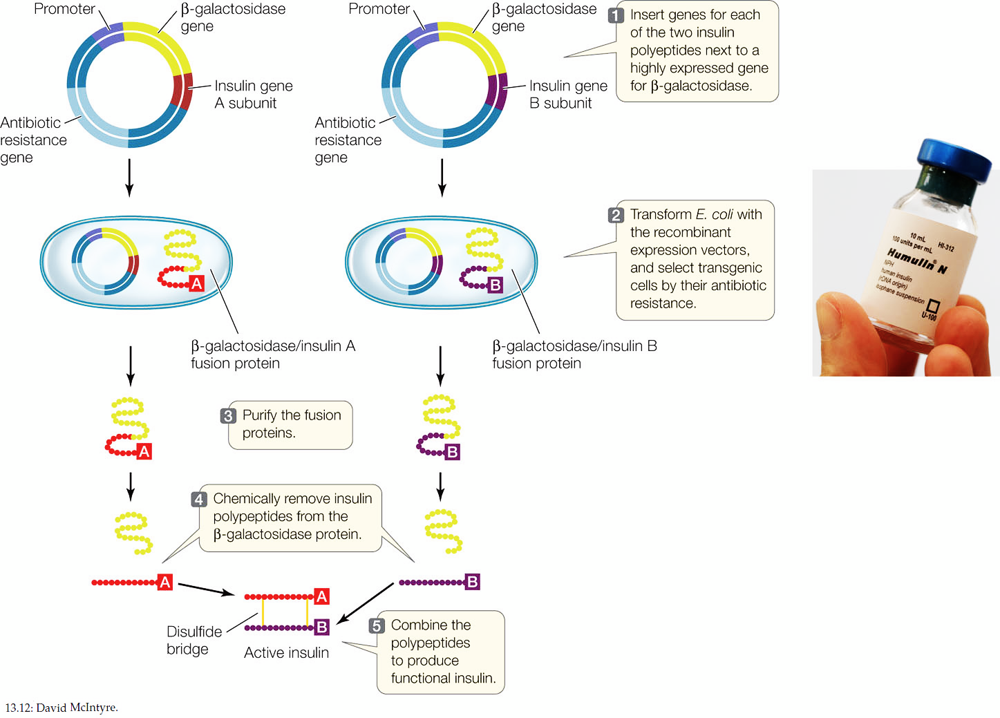 Promoter
β-galactosidase
gene
Insulin gene
A subunit
Antibiotic
resistance
gene
Promoter
β-galactosidase
gene
Insulin gene
B subunit
Antibiotic
resistance
gene
1 Insert genes for each
of the two insulin
polyeptides next to a
highly expressed gene
for β-galactosidase.
A
β-galactosidase/insulin A
fusion protein
B
β-galactosidase/insulin B
fusion protein
2 Transform E. coli with
the recombinant
expression vectors,
and select transgenic
cells by their antibiotic
resistance.
10 mL HI-312
100 units per mL
Humulin® N
NPH
human insulin
(rDNA origin)
isophane suspension
U-100
A
3 Purify the fusion
proteins.
B
4 Chemically remove insulin
polypeptides from the
β-galactosidase protein.
A
B
A
B
Disulfide
bridge
Active insulin
5 Combine the
polypeptides
to produce
functional insulin.
13.12: David McIntyre.